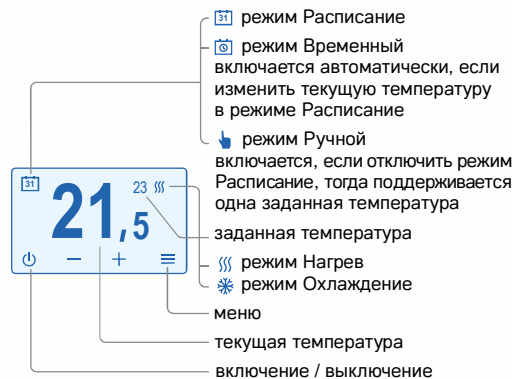 31 режим Расписание
режим Временный
включается автоматически, если
изменить текущую температуру
в режиме Расписание
режим Ручной
включается, если отключить режим
Расписание, тогда поддерживается
одна заданная температура
31
23
21,5
заданная температура
режим Нагрев
режим Охлаждение
меню
текущая температура
включение / выключение